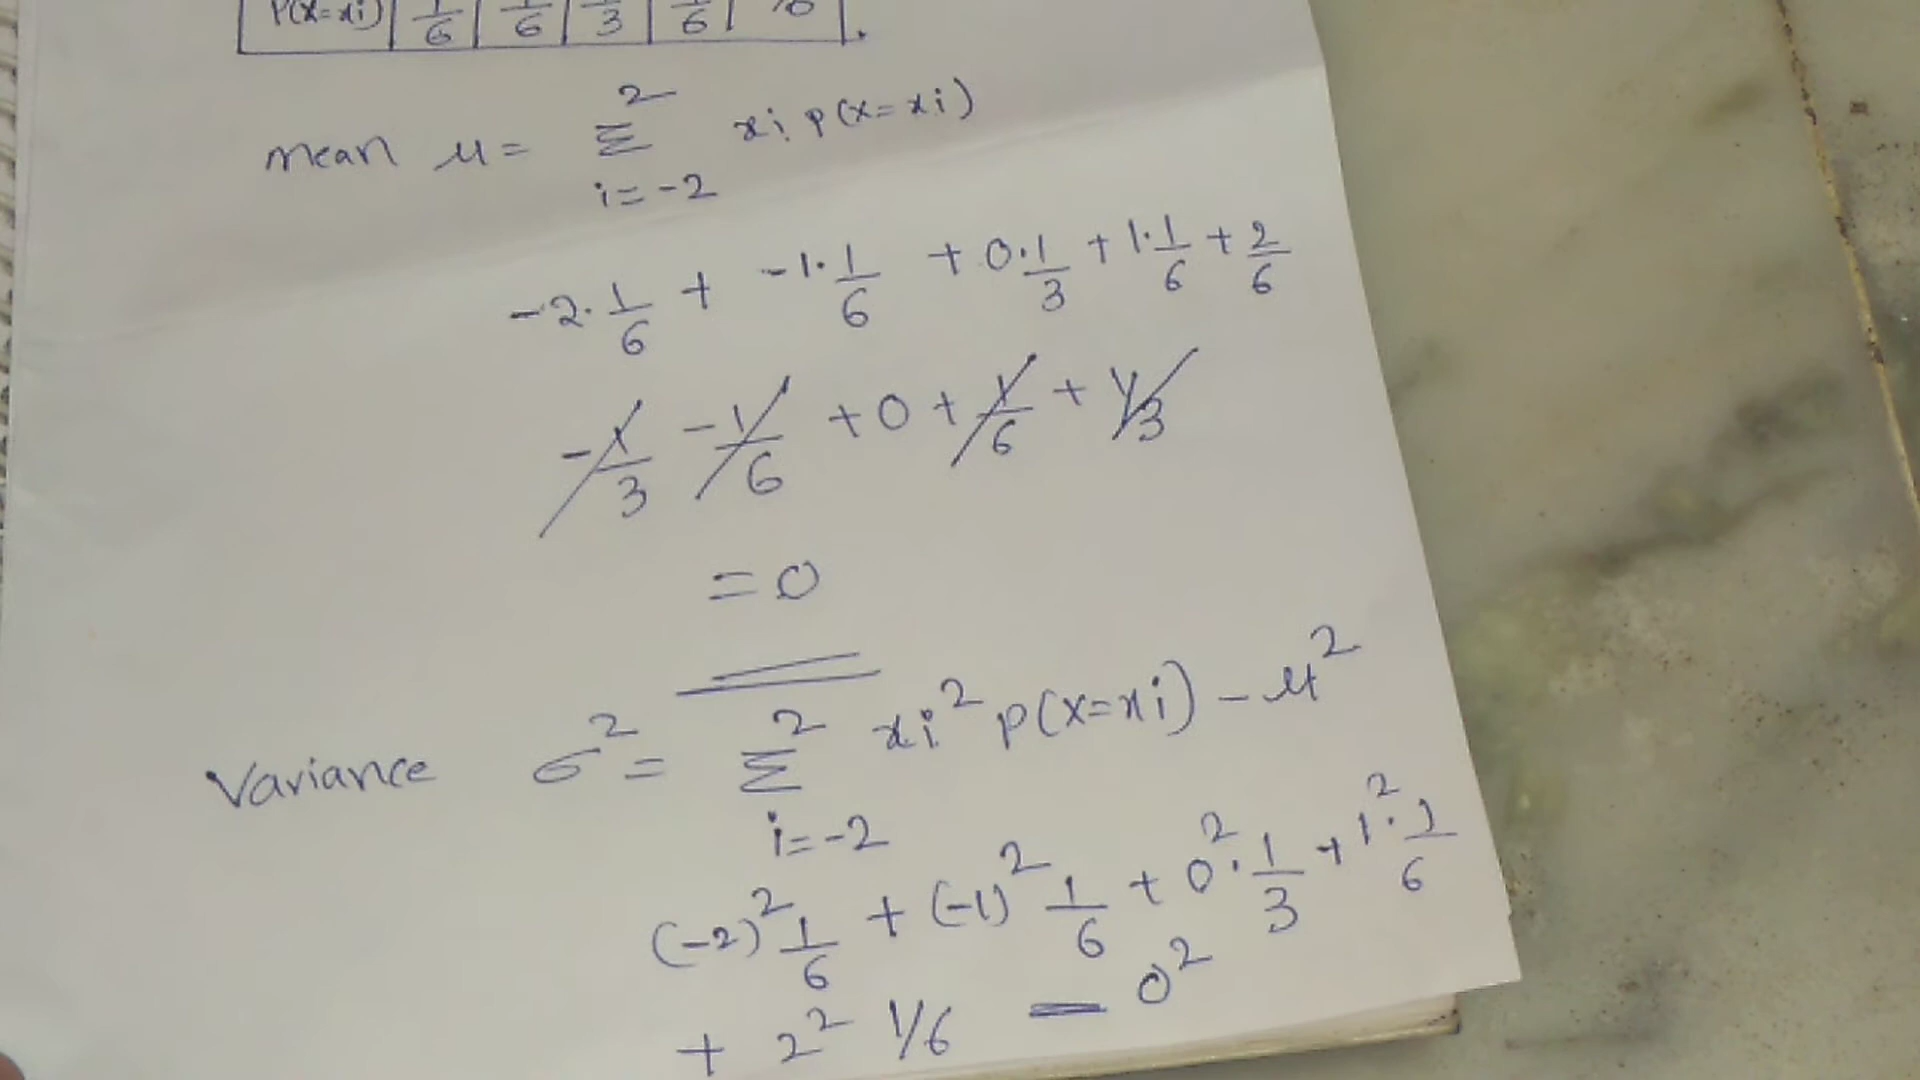 P(X=xi) | 1/6 | 1/6 | 1/3 | 1/6 |
mean μ = Σ_{i=-2}^{2} xi p(x=xi)
-2·1/6 + -1·1/6 + 0·1/3 + 1·1/6 + 2/6
-1/3 -1/6 + 0 + 1/6 + 1/3
= 0
Variance σ² = Σ_{i=-2}^{2} xi² p(x=xi) - μ²
(-2)² 1/6 + (-1)² 1/6 + 0²·1/3 + 1²·1/6
+ 2² 1/6 - 0²